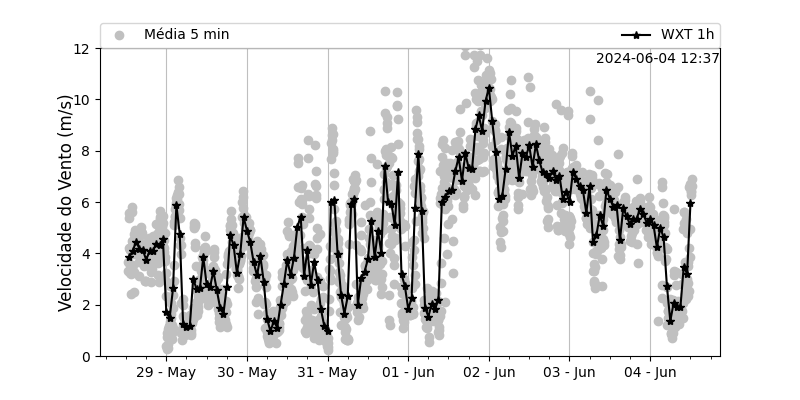 Média 5 min
WXT 1h
2024-06-04 12:37
Velocidade do Vento (m/s)
12
10
8
6
4
2
0
29 - May
30 - May
31 - May
01 - Jun
02 - Jun
03 - Jun
04 - Jun